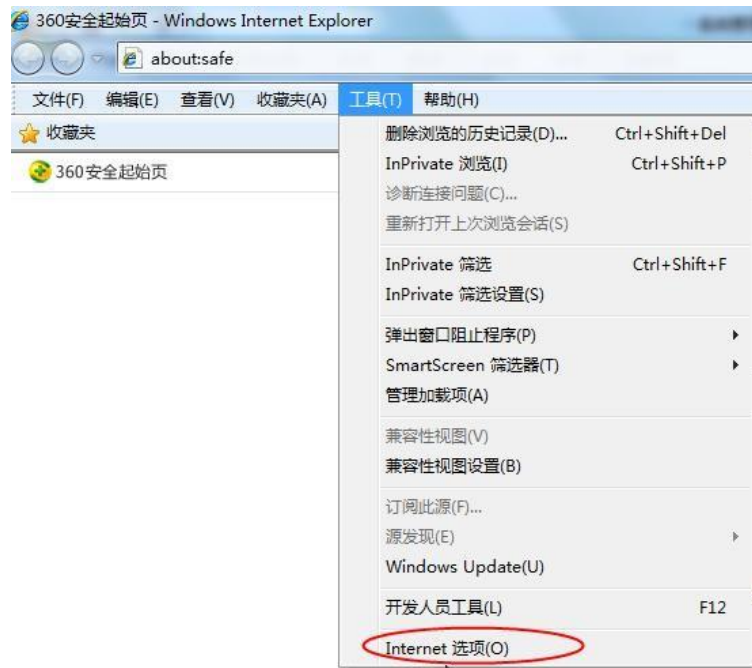 360安全起始页 - Windows Internet Explorer
about:safe
文件(F) 编辑(E) 查看(V) 收藏夹(A) 工具(T) 帮助(H)
收藏夹
360安全起始页
删除浏览的历史记录(D)... Ctrl+Shift+Del
InPrivate 浏览(I) Ctrl+Shift+P
诊断连接问题(C)...
重新打开上次浏览会话(S)
InPrivate 筛选 Ctrl+Shift+F
InPrivate 筛选设置(S)
弹出窗口阻止程序(P)
SmartScreen 筛选器(T)
管理加载项(A)
兼容性视图(V)
兼容性视图设置(B)
订阅此源(F)...
源发现(E)
Windows Update(U)
开发人员工具(L) F12
Internet 选项(O)